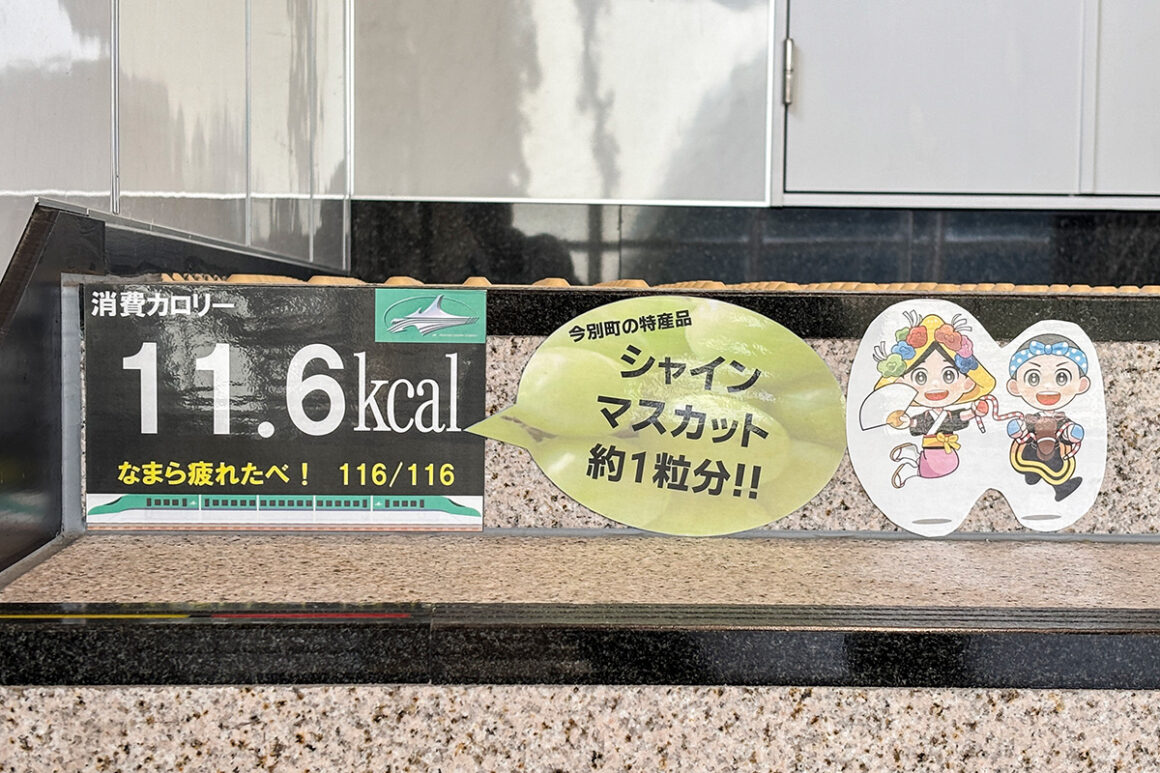 消費カロリー
11.6kcal
なまら疲れたべ！ 116/116
今別町の特産品
シャイン
マスカット
約1粒分!!